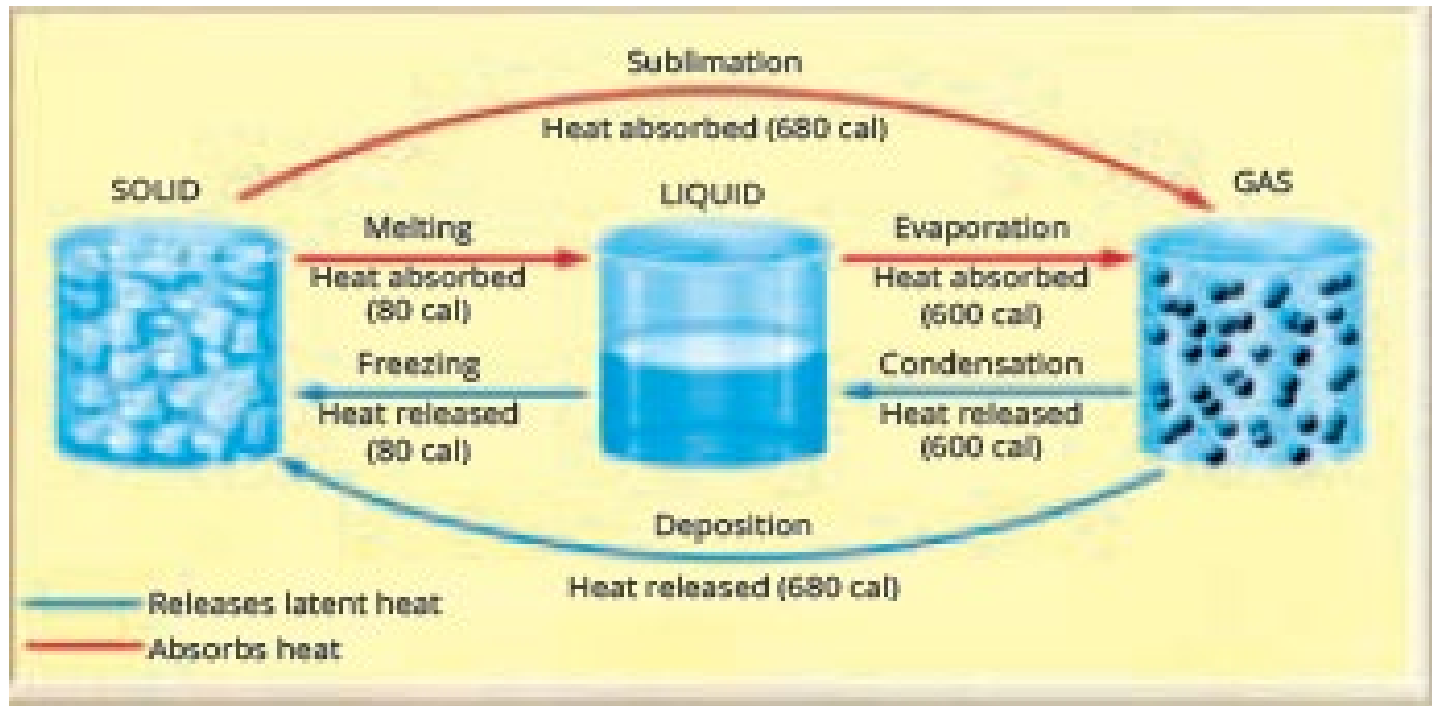 Sublimation
Heat absorbed (680 cal)
SOLID
LIQUID
GAS
Melting
Heat absorbed
(80 cal)
Evaporation
Heat absorbed
(600 cal)
Freezing
Heat released
(80 cal)
Condensation
Heat released
(600 cal)
Deposition
Heat released (680 cal)
Releases latent heat
Absorbs heat